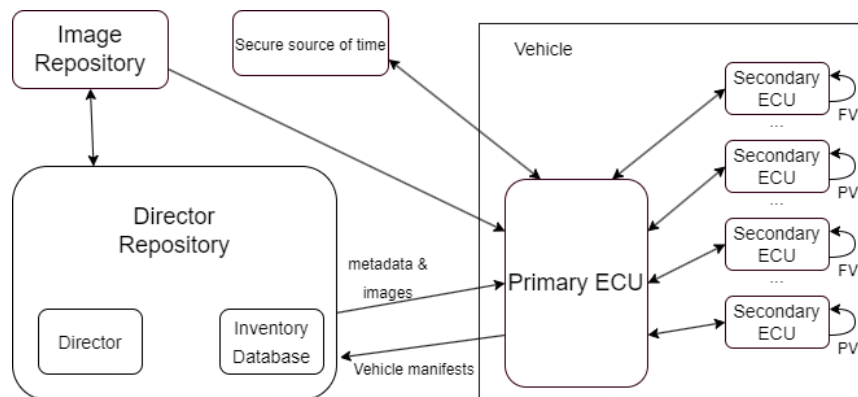 Image
Repository
Secure source of time
Vehicle
Secondary
ECU
FV
...
Secondary
ECU
PV
...
Secondary
ECU
FV
...
Secondary
ECU
PV
Primary ECU
Director
Repository
metadata &
images
Director
Inventory
Database
Vehicle manifests